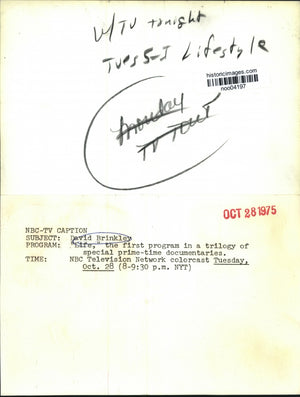 w/TV tonight
Tues 5-I Lifestyle
historicimages.com
noo04197
Monday
TV TENT
OCT 28 1975
NBC-TV CAPTION
SUBJECT: David Brinkley
PROGRAM: "Life," the first program in a trilogy of
special prime-time documentaries.
TIME: NBC Television Network colorcast Tuesday,
Oct. 28 (8-9:30 p.m. NYT)